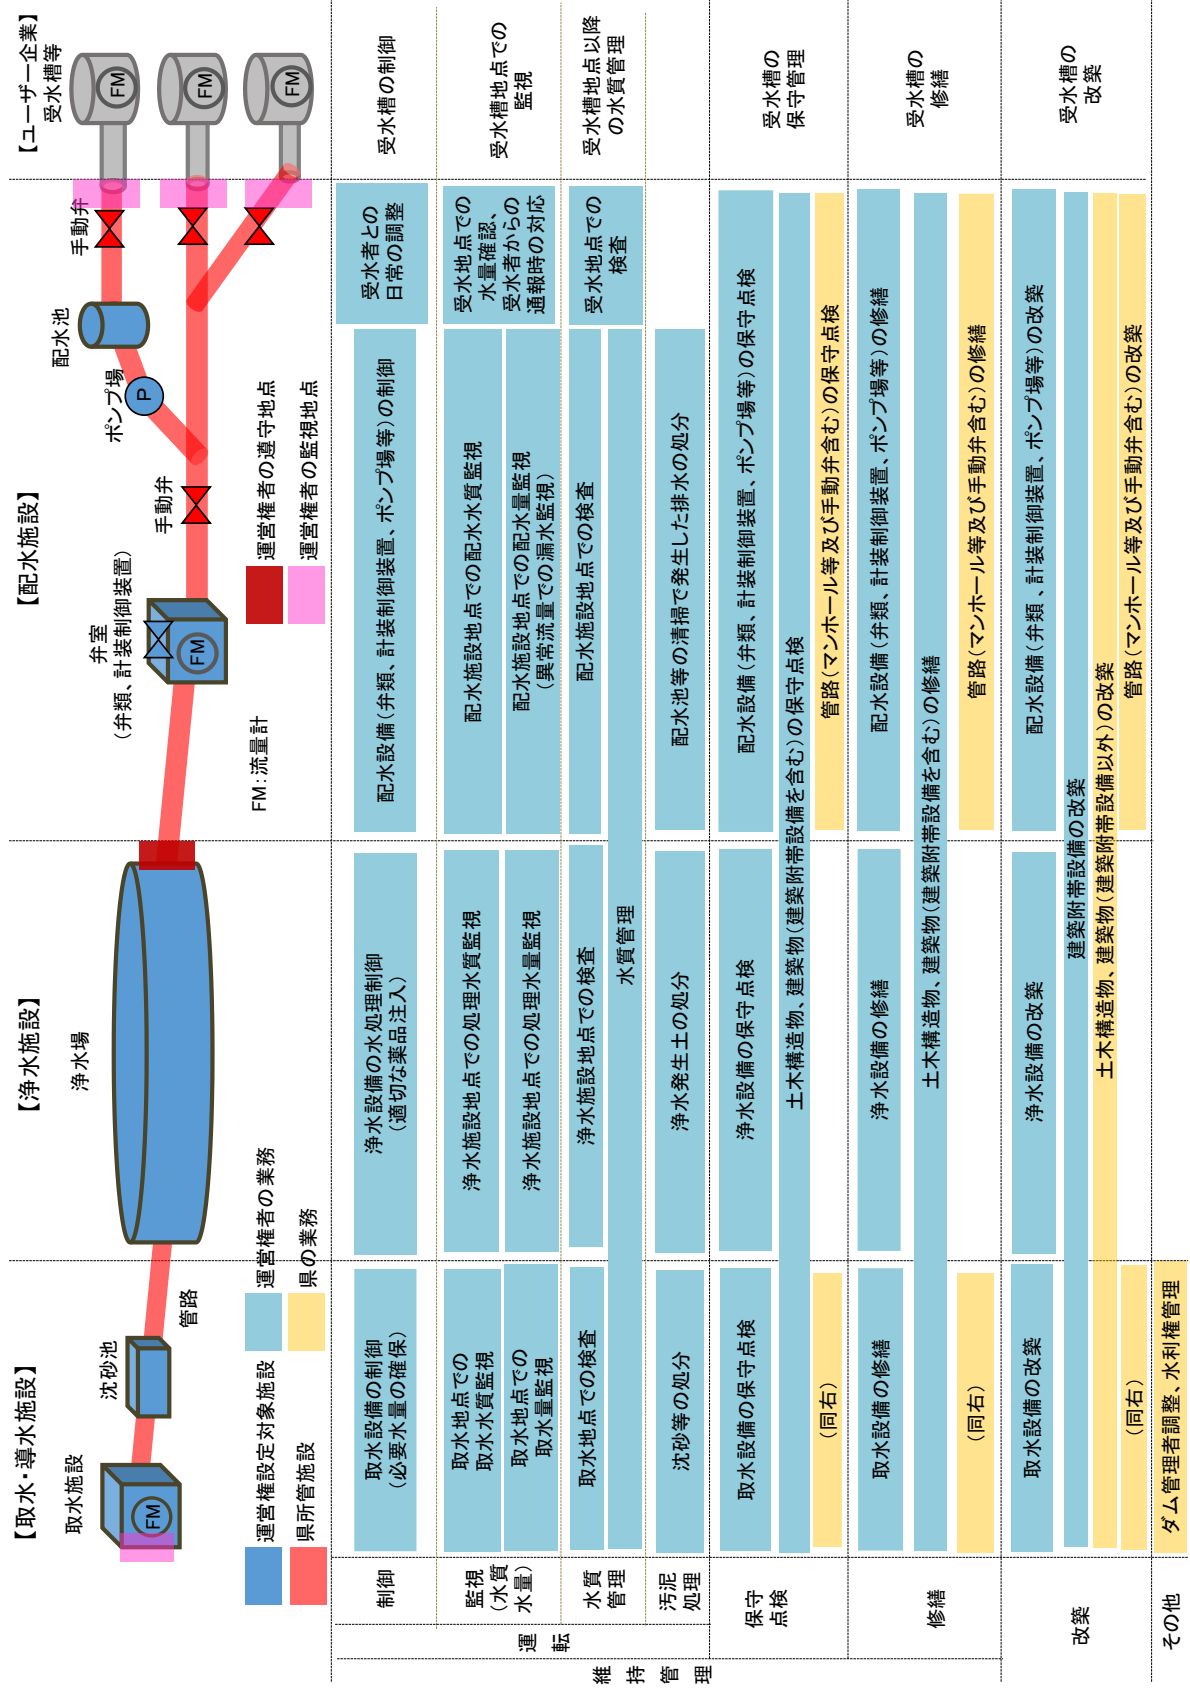 【取水・導水施設】
【浄水施設】
【配水施設】
【ユーザー企業】
受水槽等
取水施設
FM
沈砂池
管路
浄水場
弁室
(弁類、計装制御装置)
FM
手動弁
ポンプ場
P
配水池
手動弁
FM
FM
FM
運営権設定対象施設
県所管施設
運営権者の業務
県の業務
FM:流量計
運営権者の遵守地点
運営権者の監視地点
維持管理
運転
制御
取水設備の制御
(必要水量の確保)
浄水設備の水処理制御
(適切な薬品注入)
配水設備(弁類、計装制御装置、ポンプ場等)の制御
受水者との
日常の調整
受水槽の制御
監視
(水質
水量)
取水地点での
取水水質監視
取水地点での
取水量監視
浄水施設地点での処理水質監視
浄水施設地点での処理水量監視
配水施設地点での配水水質監視
配水施設地点での配水量監視
(異常流量での漏水監視)
受水地点での
水量確認、
受水者からの
通報時の対応
受水槽地点での
監視
水質
管理
取水地点での検査
浄水施設地点での検査
配水施設地点での検査
水質管理
受水地点での
検査
受水槽地点以降
の水質管理
汚泥
処理
沈砂等の処分
浄水発生土の処分
配水池等の清掃で発生した排水の処分
保守
点検
取水設備の保守点検
浄水設備の保守点検
配水設備(弁類、計装制御装置、ポンプ場等)の保守点検
土木構造物、建築物(建築附帯設備を含む)の保守点検
(同右)
管路(マンホール等及び手動弁含む)の保守点検
受水槽の
保守管理
修繕
取水設備の修繕
浄水設備の修繕
配水設備(弁類、計装制御装置、ポンプ場等)の修繕
土木構造物、建築物(建築附帯設備を含む)の修繕
(同右)
管路(マンホール等及び手動弁含む)の修繕
受水槽の
修繕
改築
取水設備の改築
浄水設備の改築
配水設備(弁類、計装制御装置、ポンプ場等)の改築
建築附帯設備の改築
土木構造物、建築物(建築附帯設備以外)の改築
(同右)
管路(マンホール等及び手動弁含む)の改築
受水槽の
改築
その他
ダム管理者調整、水利権管理